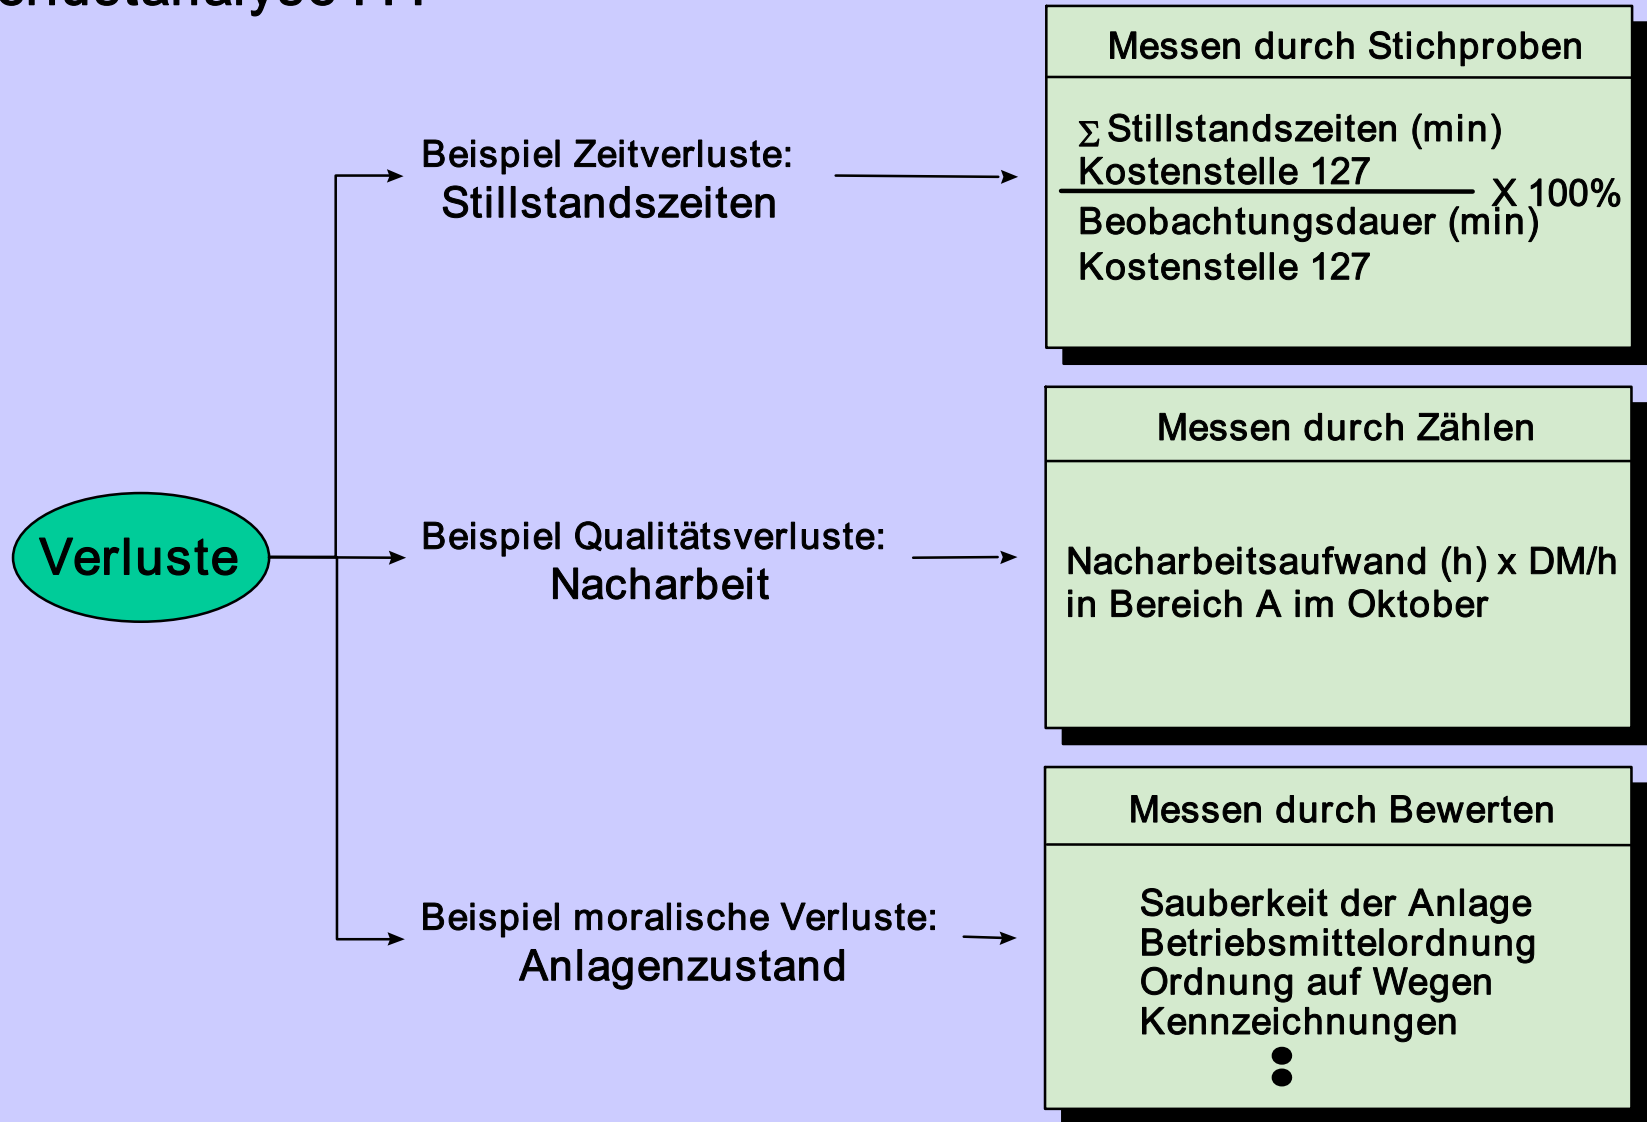 Messen durch Stichproben
Σ Stillstandszeiten (min)
Kostenstelle 127
X 100%
Beobachtungsdauer (min)
Kostenstelle 127
Beispiel Zeitverluste:
Stillstandszeiten
Messen durch Zählen
Verluste
Beispiel Qualitätsverluste:
Nacharbeit
Nacharbeitsaufwand (h) x DM/h
in Bereich A im Oktober
Messen durch Bewerten
Beispiel moralische Verluste:
Anlagenzustand
Sauberkeit der Anlage
Betriebsmittelordnung
Ordnung auf Wegen
Kennzeichnungen